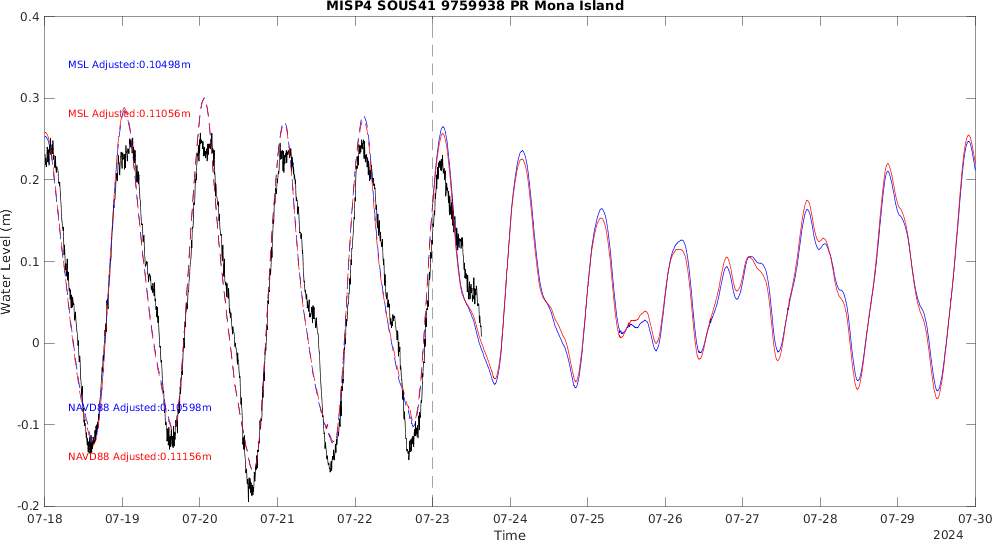 MISP4 SOUS41 9759938 PR Mona Island
0.4
0.3
0.2
0.1
0
-0.1
-0.2
Water Level (m)
MSL Adjusted:0.10498m
MSL Adjusted:0.11056m
NAVD88 Adjusted:0.10598m
NAVD88 Adjusted:0.11156m
07-18 07-19 07-20 07-21 07-22 07-23 07-24 07-25 07-26 07-27 07-28 07-29 07-30
Time
2024